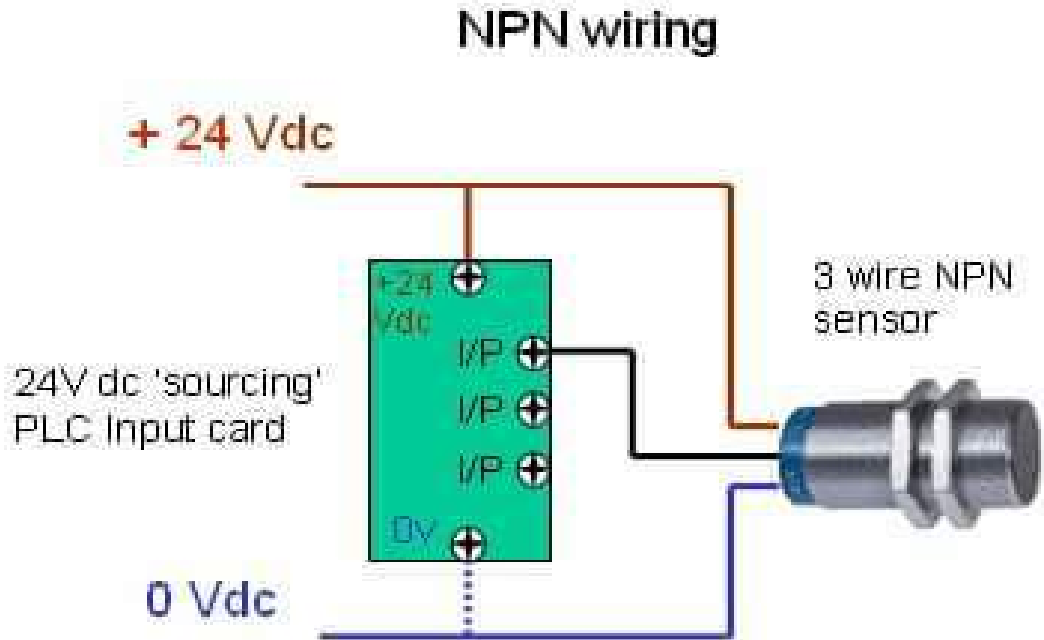 NPN wiring
+ 24 Vdc
+24
Vdc
I/P
I/P
I/P
0V
3 wire NPN
sensor
24V dc 'sourcing'
PLC Input card
0 Vdc